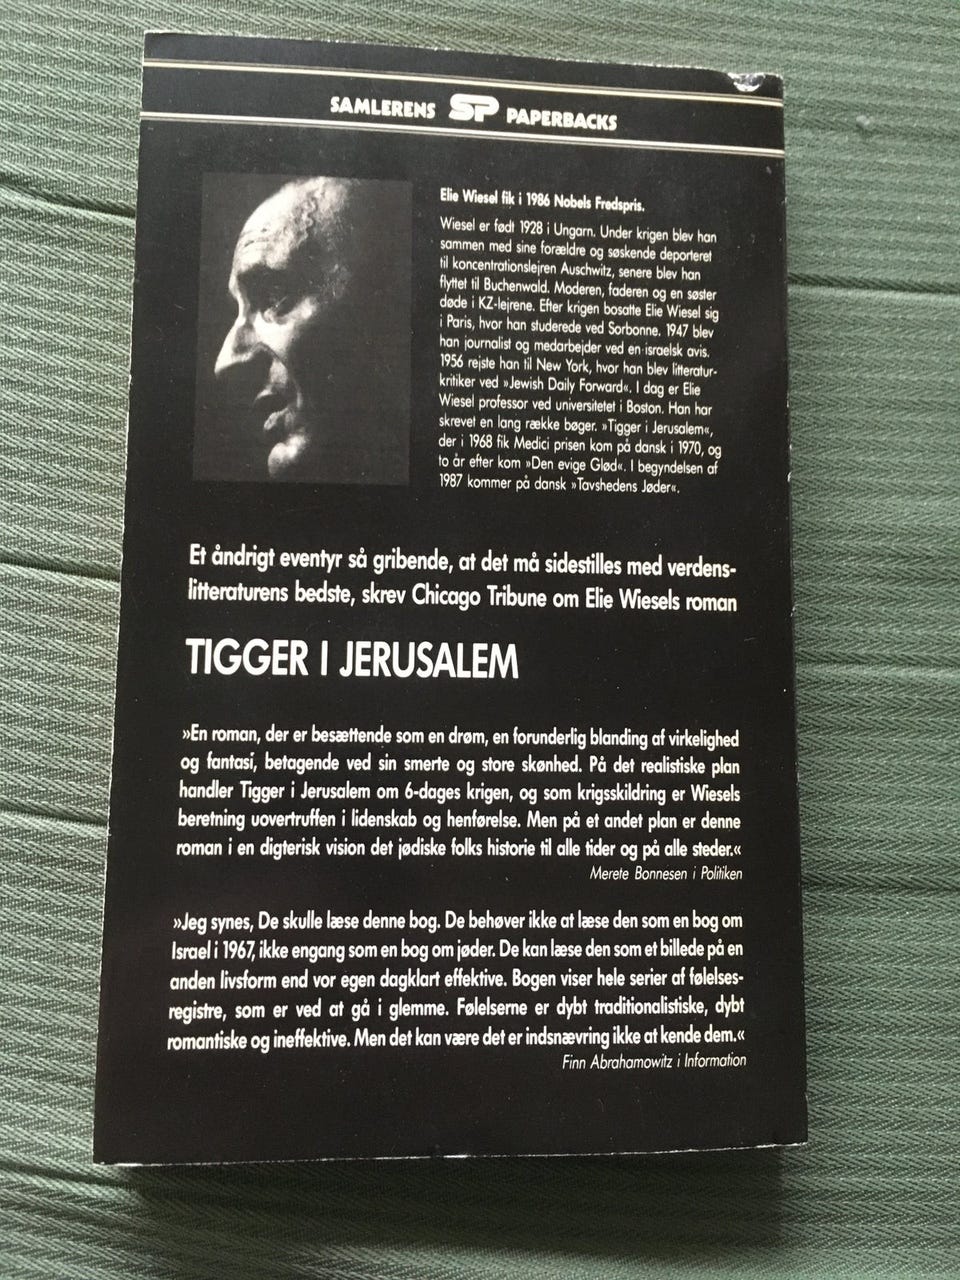 SAMLERENS SP PAPERBACKS
Elie Wiesel fik i 1986 Nobels Fredspris.
Wiesel er født 1928 i Ungarn. Under krigen blev han
sammen med sine forældre og søskende deporteret
til koncentrationslejren Auschwitz, senere blev han
flyttet til Buchenwald. Moderen, faderen og en søster
døde i KZ-lejrene. Efter krigen bosatte Elie Wiesel sig
i Paris, hvor han studerede ved Sorbonne. 1947 blev
han journalist og medarbejder ved en israelsk avis.
1956 rejste han til New York, hvor han blev litteratur-
kritiker ved »Jewish Daily Forward«. I dag er Elie
Wiesel professor ved universitetet i Boston. Han har
skrevet en lang række bøger. »Tigger i Jerusalem«,
der i 1968 fik Medici prisen kom på dansk i 1970, og
to år efter kom »Den evige Glød«. I begyndelsen af
1987 kommer på dansk »Tavshedens Jøder«.
Et åndrigt eventyr så gribende, at det må sidestilles med verdens-
litteraturens bedste, skrev Chicago Tribune om Elie Wiesels roman
TIGGER I JERUSALEM
»En roman, der er besættende som en drøm, en forunderlig blanding af virkelighed
og fantasi, betagende ved sin smerte og store skønhed. På det realistiske plan
handler Tigger i Jerusalem om 6-dages krigen, og som krigsskildring er Wiesels
beretning uovertruffen i lidenskab og henførelse. Men på et andet plan er denne
roman i en digterisk vision det jødiske folks historie til alle tider og på alle steder.«
Merete Bonnesen i Politiken
»Jeg synes, De skulle læse denne bog. De behøver ikke at læse den som en bog om
Israel i 1967, ikke engang som en bog om jøder. De kan læse den som et billede på en
anden livsform end vor egen dagklart effektive. Bogen viser hele serier af følelses-
registre, som er ved at gå i glemme. Følelserne er dybt traditionalistiske, dybt
romantiske og ineffektive. Men det kan være det er indsnævring ikke at kende dem.«
Finn Abrahamowitz i Information